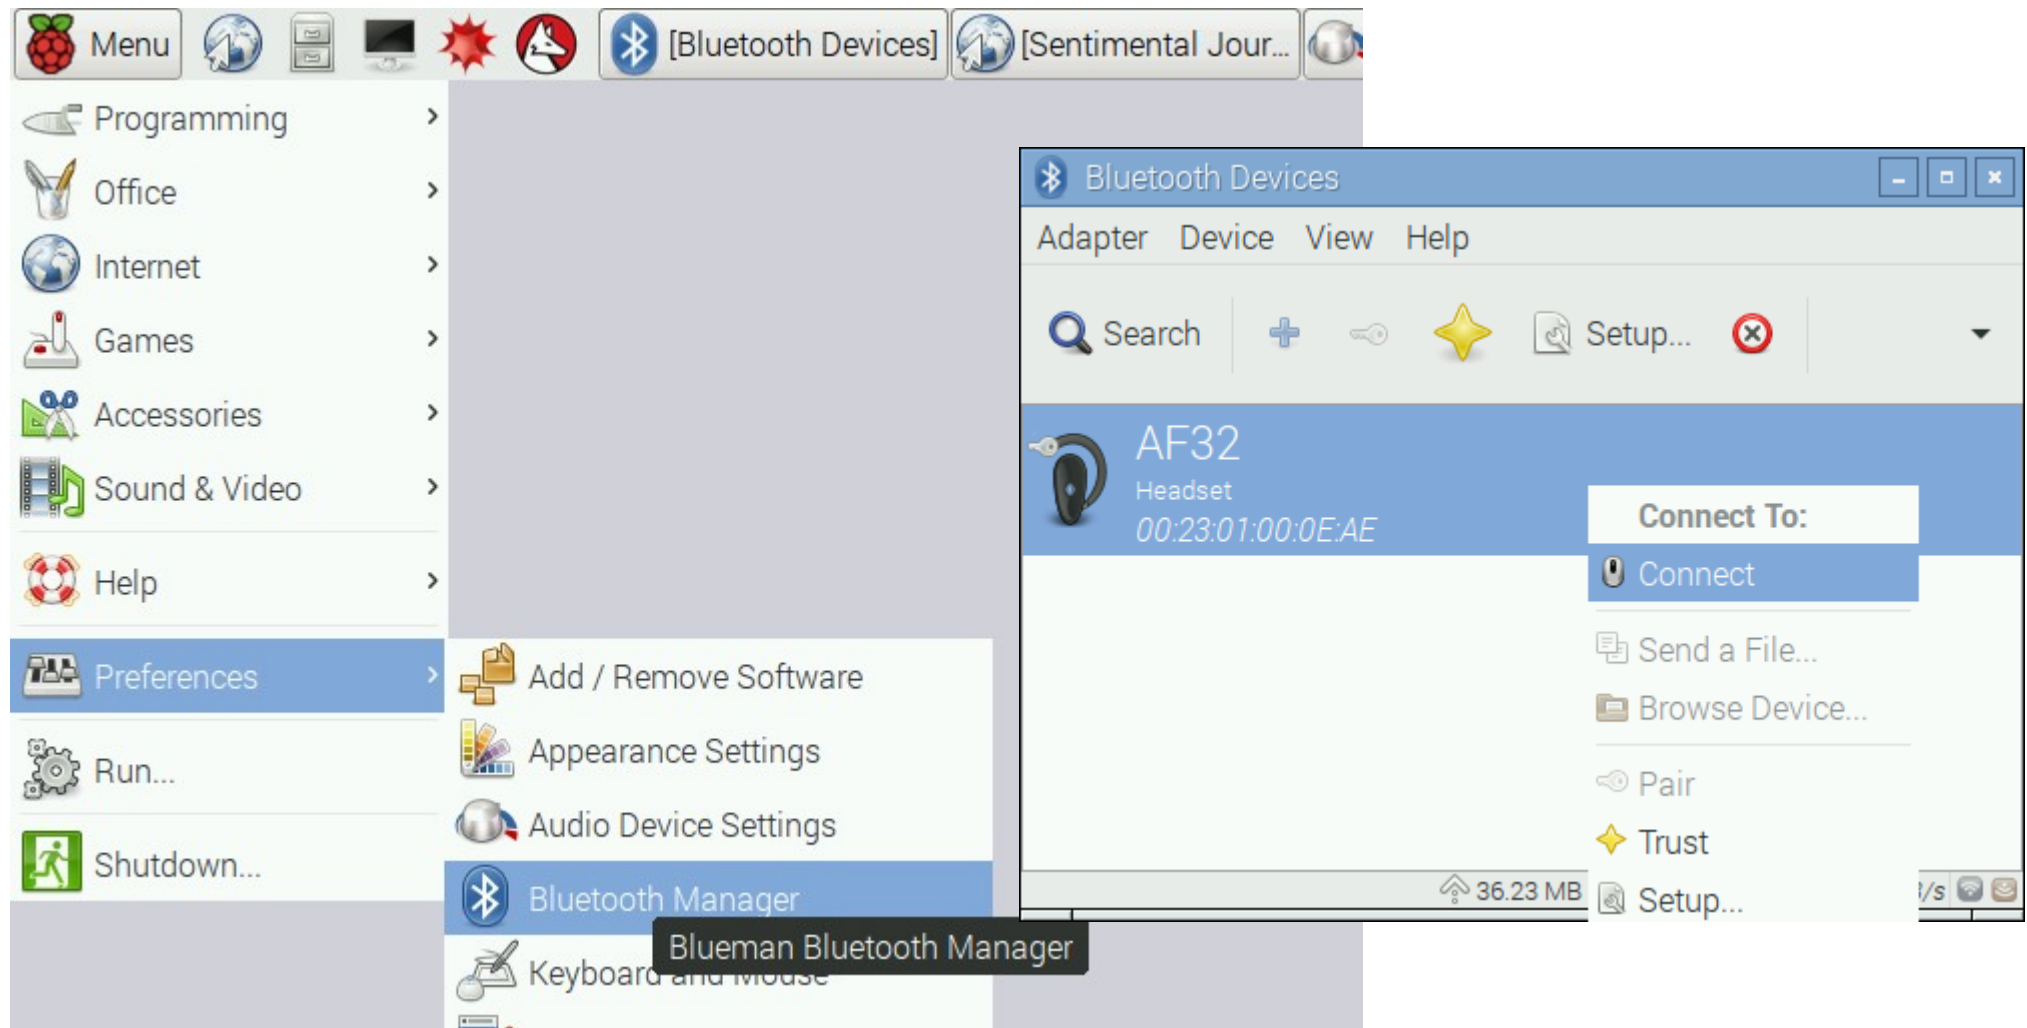 Menu
[Bluetooth Devices]
[Sentimental Jour...
Programming
Office
Internet
Games
Accessories
Sound & Video
Help
Preferences
Run...
Shutdown...
Add / Remove Software
Appearance Settings
Audio Device Settings
Bluetooth Manager
Blueman Bluetooth Manager
Keyboard and Mouse
Bluetooth Devices
Adapter Device View Help
Search
Setup...
AF32
Headset
00:23:01:00:0E:AE
Connect To:
Connect
Send a File...
Browse Device...
Pair
Trust
Setup...
36.23 MB
/s